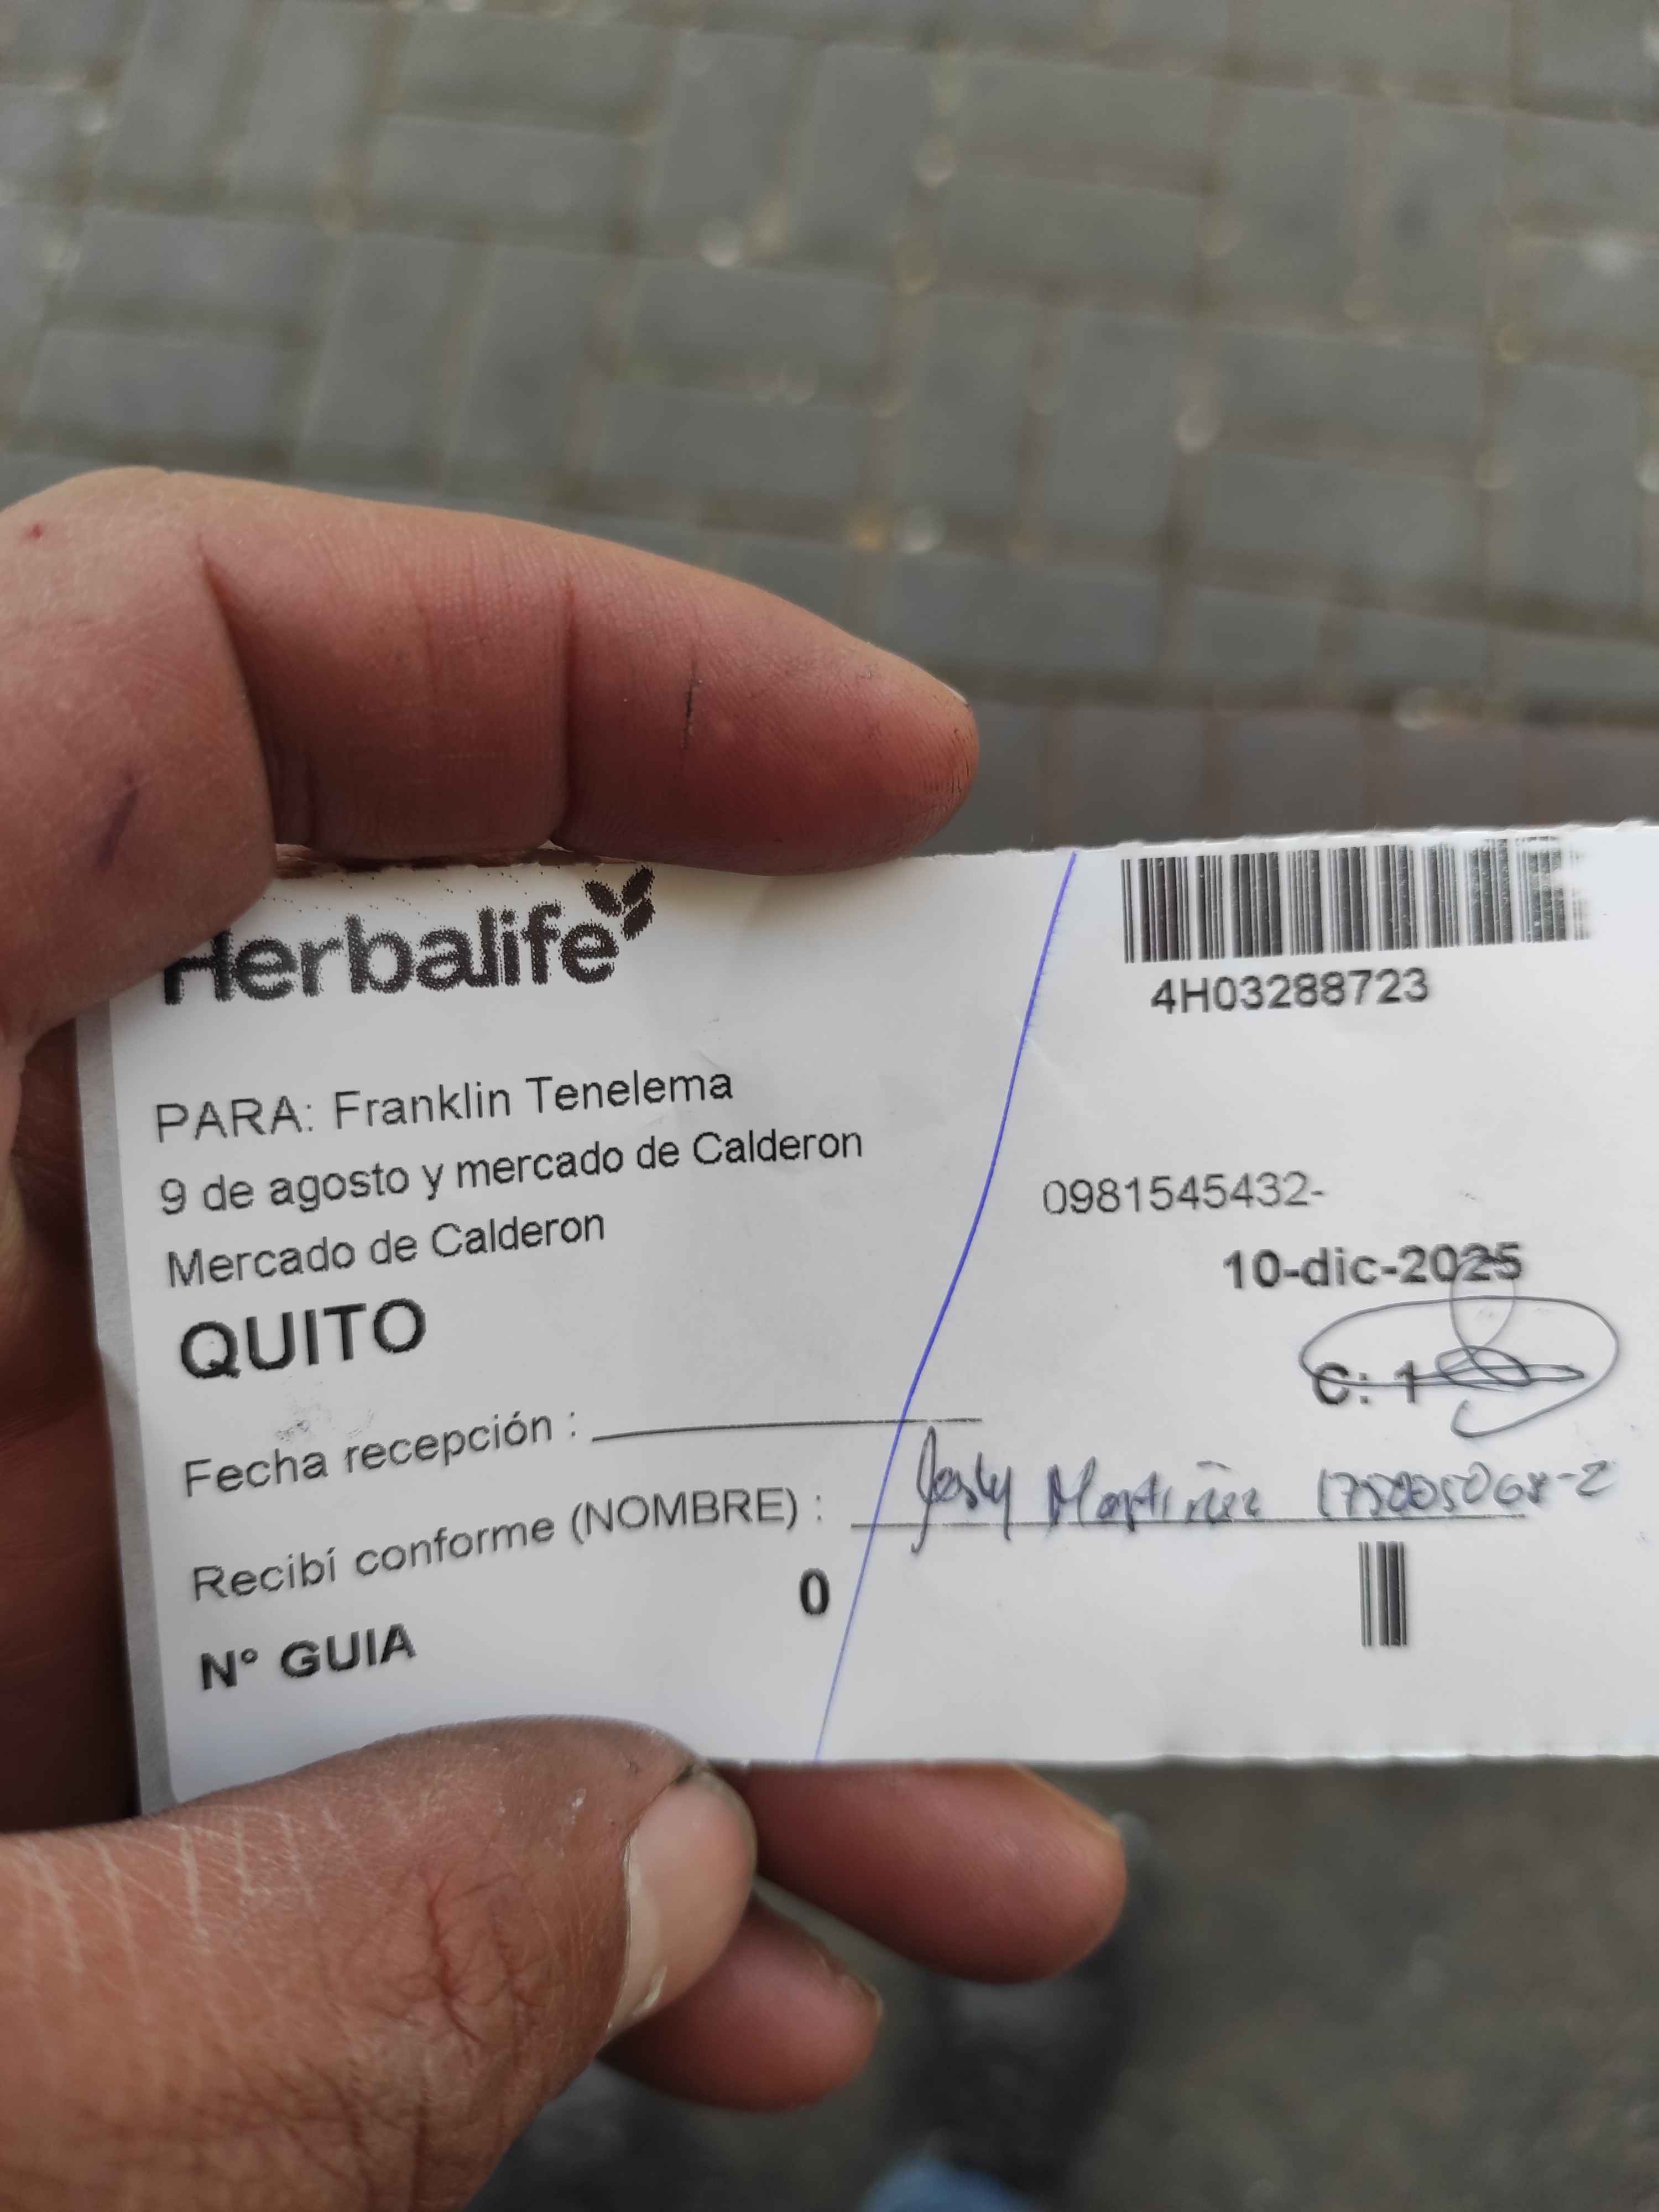 Herbalife
4H03288723
PARA: Franklin Tenelema
9 de agosto y mercado de Calderon
0981545432-
Mercado de Calderon
10-dic-2025
QUITO
C: 1
Fecha recepción :
Recibí conforme (NOMBRE) :
0
N° GUIA